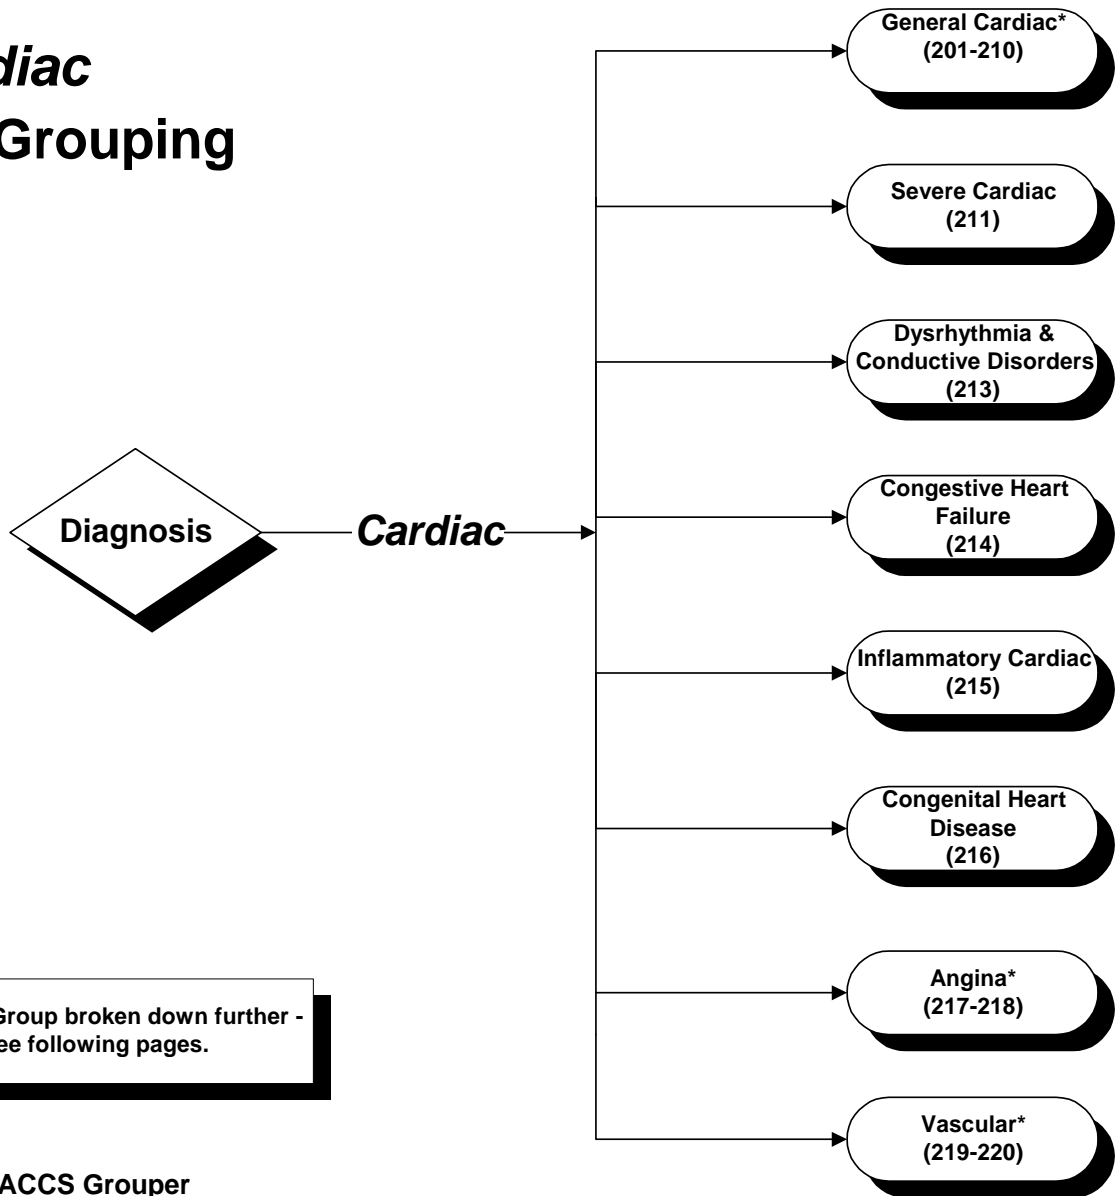 diac
Grouping
General Cardiac*
(201-210)
Severe Cardiac
(211)
Dysrhythmia &
Conductive Disorders
(213)
Diagnosis
Cardiac
Congestive Heart
Failure
(214)
Inflammatory Cardiac
(215)
Congenital Heart
Disease
(216)
Angina*
(217-218)
Group broken down further -
ee following pages.
Vascular*
(219-220)
ACCS Grouper